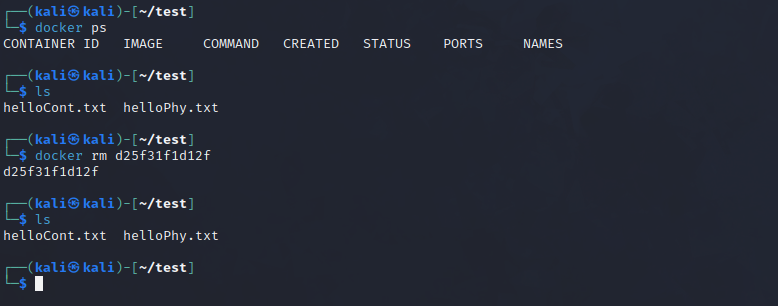 ┌──(kali㉿kali)-[~/test]
└─$ docker ps
CONTAINER ID   IMAGE     COMMAND   CREATED   STATUS    PORTS     NAMES
┌──(kali㉿kali)-[~/test]
└─$ ls
helloCont.txt  helloPhy.txt
┌──(kali㉿kali)-[~/test]
└─$ docker rm d25f31f1d12f
d25f31f1d12f
┌──(kali㉿kali)-[~/test]
└─$ ls
helloCont.txt  helloPhy.txt
┌──(kali㉿kali)-[~/test]
└─$